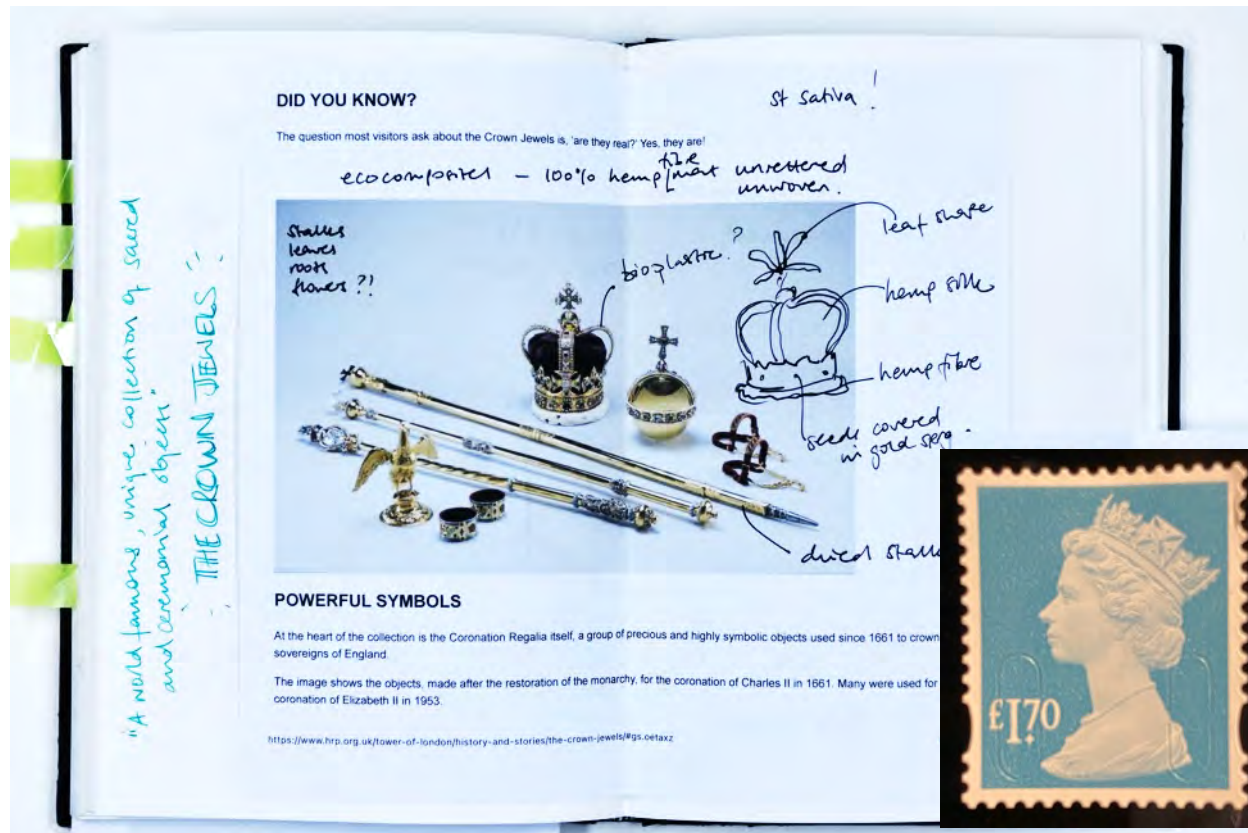 DID YOU KNOW?
St Sativa!
The question most visitors ask about the Crown Jewels is, 'are they real?' Yes, they are!
fibre
ecocomposites – 100% hemp [mat unrettered
unwoven.
stalks
leaves
roots
flowers ?!
bioplastic?
leaf shape
hemp silk
hemp fibre
seeds covered
in gold
dried stalk
"A world famous, unique collection of sacred
and ceremonial objects"
THE CROWN JEWELS
POWERFUL SYMBOLS
At the heart of the collection is the Coronation Regalia itself, a group of precious and highly symbolic objects used since 1661 to crown
sovereigns of England.
The image shows the objects, made after the restoration of the monarchy, for the coronation of Charles II in 1661. Many were used for
coronation of Elizabeth II in 1953.
https://www.hrp.org.uk/tower-of-london/history-and-stories/the-crown-jewels/#gs.oetaxz
£1.70